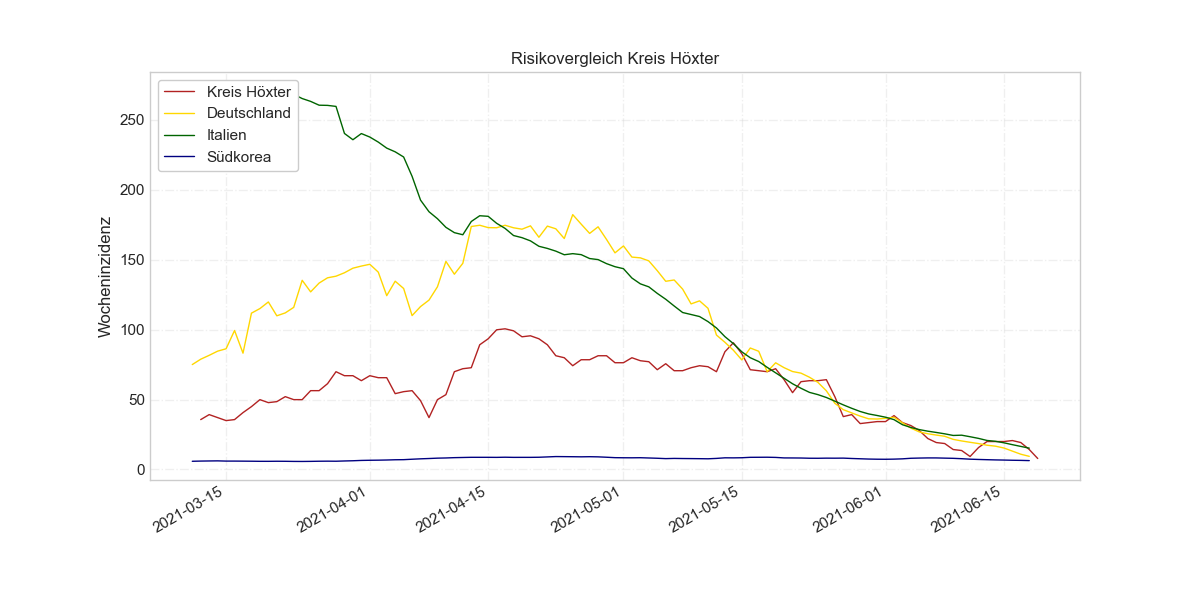 Risikovergleich Kreis Höxter
Kreis Höxter
Deutschland
Italien
Südkorea
Wocheninzidenz
250
200
150
100
50
0
2021-03-15
2021-04-01
2021-04-15
2021-05-01
2021-05-15
2021-06-01
2021-06-15